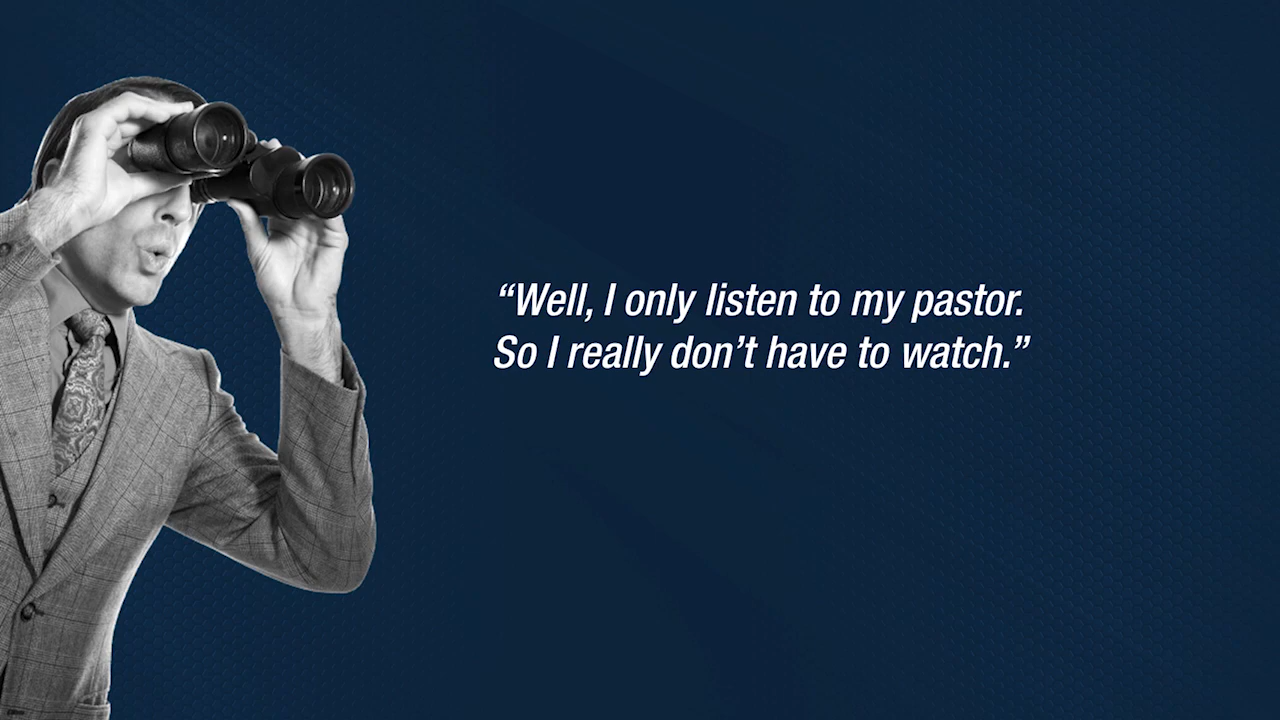 “Well, I only listen to my pastor.
So I really don’t have to watch.”